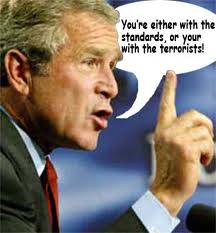 You're either with the
standards, or your
with the terrorists!